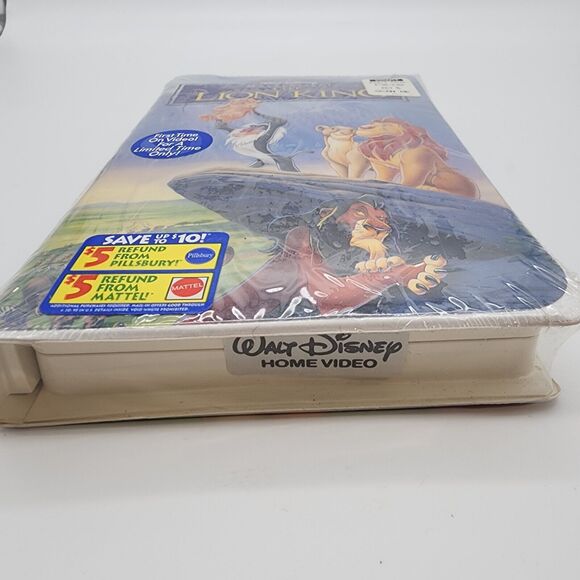 LION KING
First Time
On Video! For A
Limited Time
Only!
SAVE UP TO $10!*
$5 REFUND
FROM
PILLSBURY!*
Pillsbury
$5 REFUND
FROM
MATTEL!*
MATTEL
WALT DISNEY
HOME VIDEO